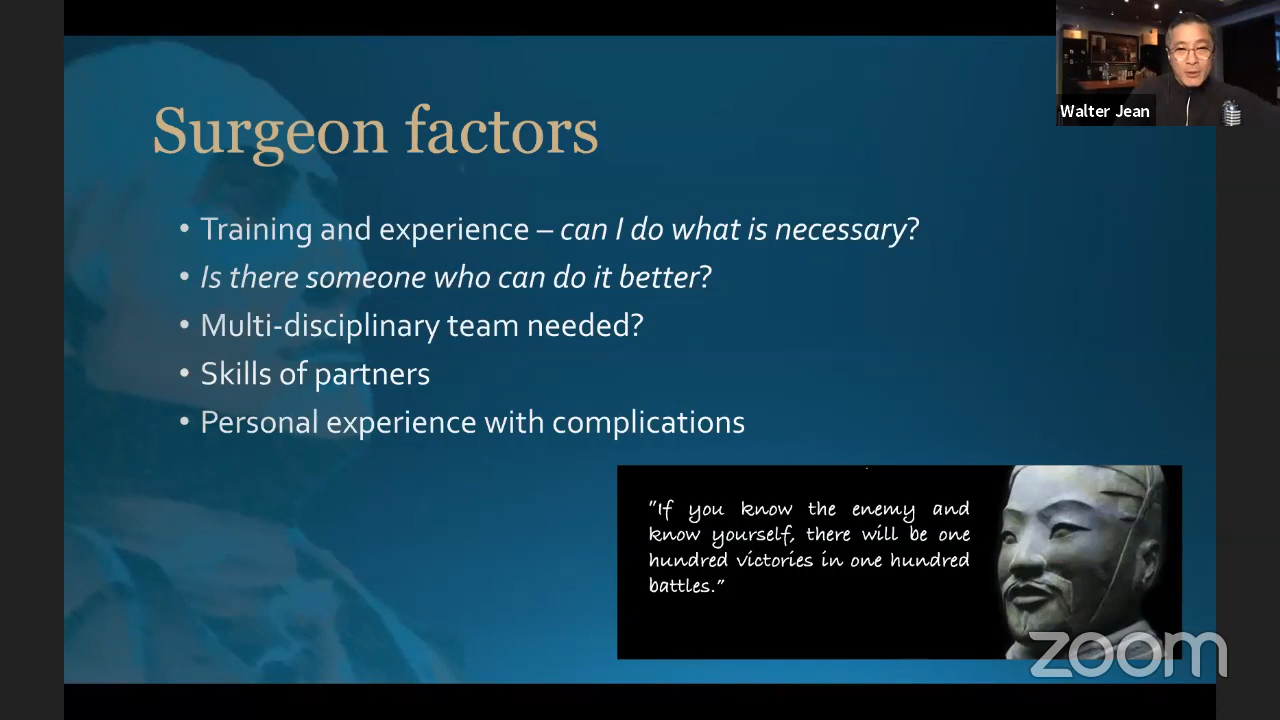 Walter Jean
Surgeon factors
• Training and experience – can I do what is necessary?
• Is there someone who can do it better?
• Multi-disciplinary team needed?
• Skills of partners
• Personal experience with complications
"If you know the enemy and
know yourself, there will be one
hundred victories in one hundred
battles."
zoom